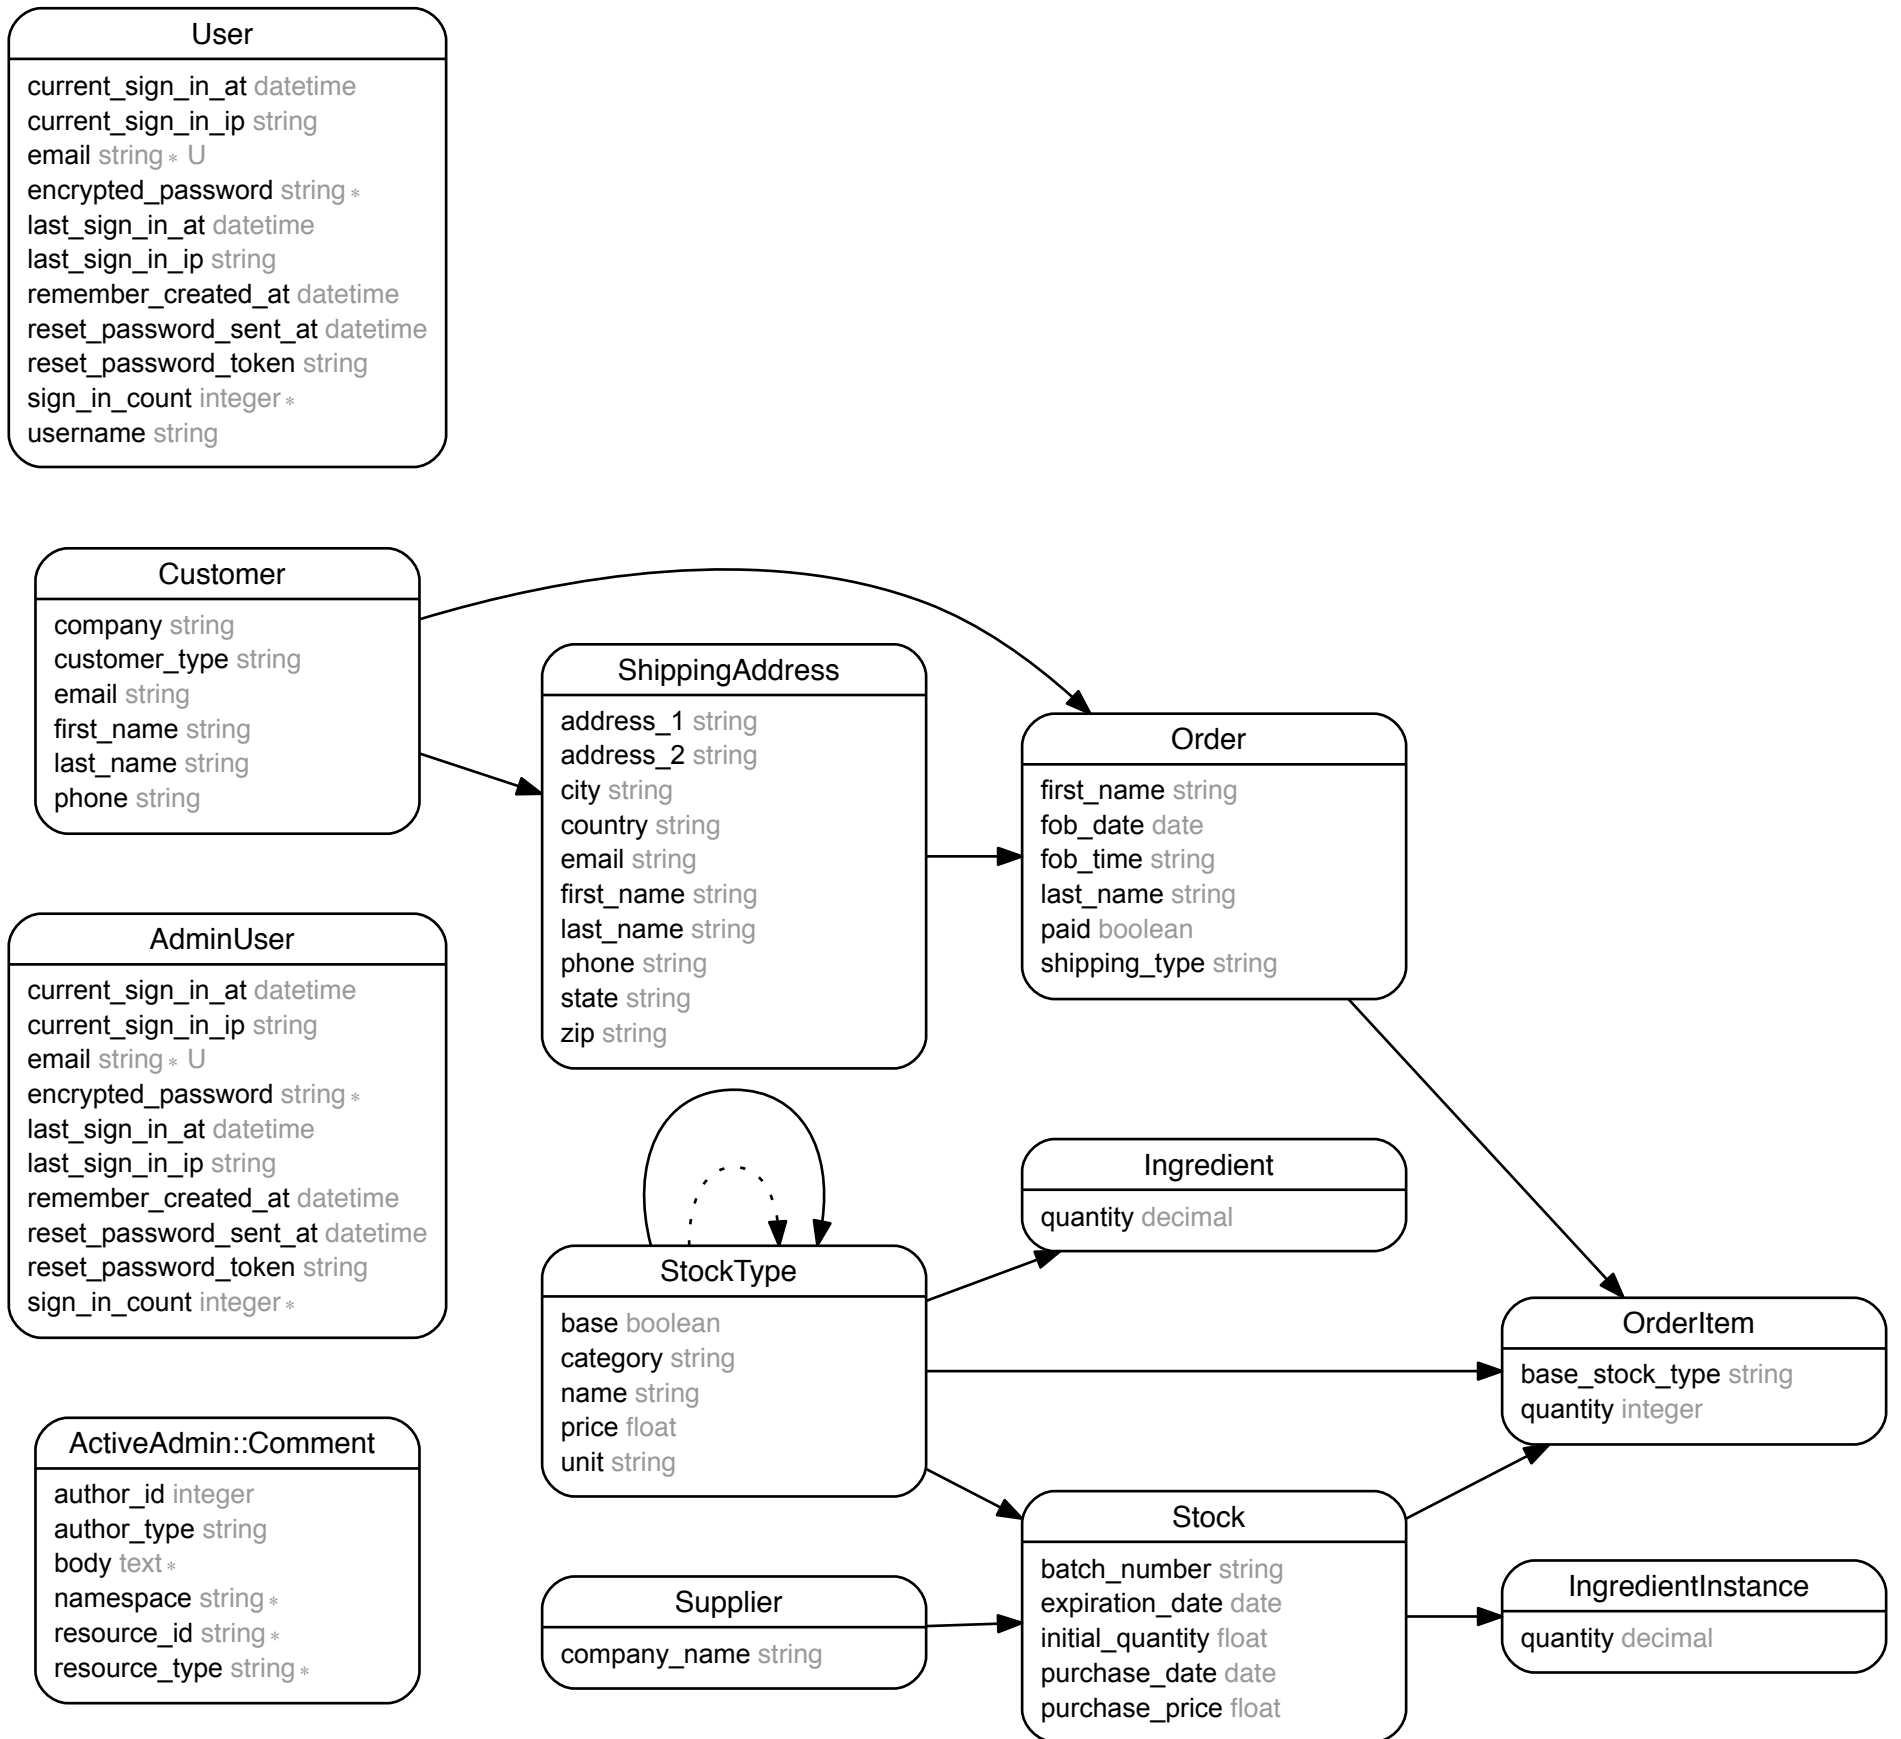 User
current_sign_in_at datetime
current_sign_in_ip string
email string * U
encrypted_password string *
last_sign_in_at datetime
last_sign_in_ip string
remember_created_at datetime
reset_password_sent_at datetime
reset_password_token string
sign_in_count integer *
username string
Customer
company string
customer_type string
email string
first_name string
last_name string
phone string
ShippingAddress
address_1 string
address_2 string
city string
country string
email string
first_name string
last_name string
phone string
state string
zip string
Order
first_name string
fob_date date
fob_time string
last_name string
paid boolean
shipping_type string
AdminUser
current_sign_in_at datetime
current_sign_in_ip string
email string * U
encrypted_password string *
last_sign_in_at datetime
last_sign_in_ip string
remember_created_at datetime
reset_password_sent_at datetime
reset_password_token string
sign_in_count integer *
Ingredient
quantity decimal
StockType
base boolean
category string
name string
price float
unit string
OrderItem
base_stock_type string
quantity integer
ActiveAdmin::Comment
author_id integer
author_type string
body text *
namespace string *
resource_id string *
resource_type string *
Supplier
company_name string
Stock
batch_number string
expiration_date date
initial_quantity float
purchase_date date
purchase_price float
IngredientInstance
quantity decimal